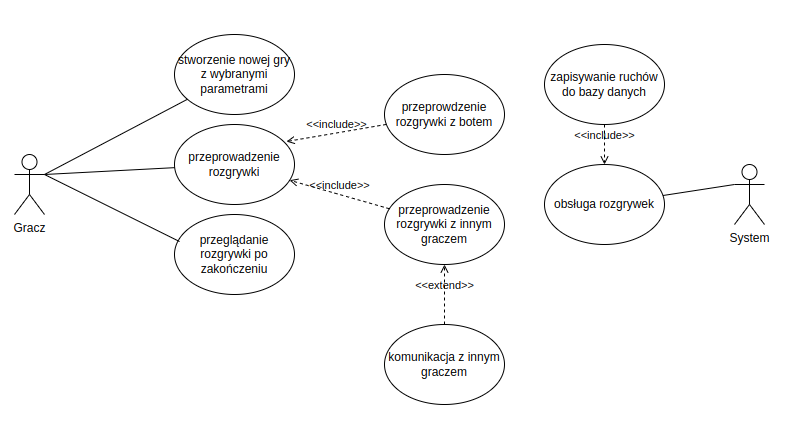 stworzenie nowej gry
z wybranymi
parametrami
przeprowadzenie
rozgrywki
przeglądanie
rozgrywki po
zakończeniu
Gracz
<<include>>
<<include>>
przeprowdzenie
rozgrywki z botem
przeprowadzenie
rozgrywki z innym
graczem
<<extend>>
komunikacja z innym
graczem
zapisywanie ruchów
do bazy danych
<<include>>
obsługa rozgrywek
System